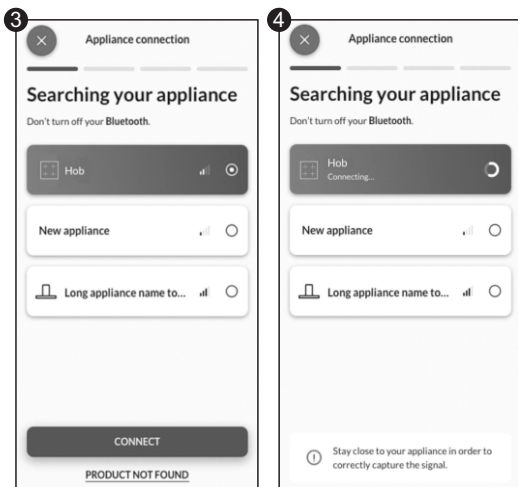 3
Appliance connection
Searching your appliance
Don't turn off your Bluetooth.
Hob
New appliance
Long appliance name to...
CONNECT
PRODUCT NOT FOUND
4
Appliance connection
Searching your appliance
Don't turn off your Bluetooth.
Hob
Connecting...
New appliance
Long appliance name to...
Stay close to your appliance in order to
correctly capture the signal.